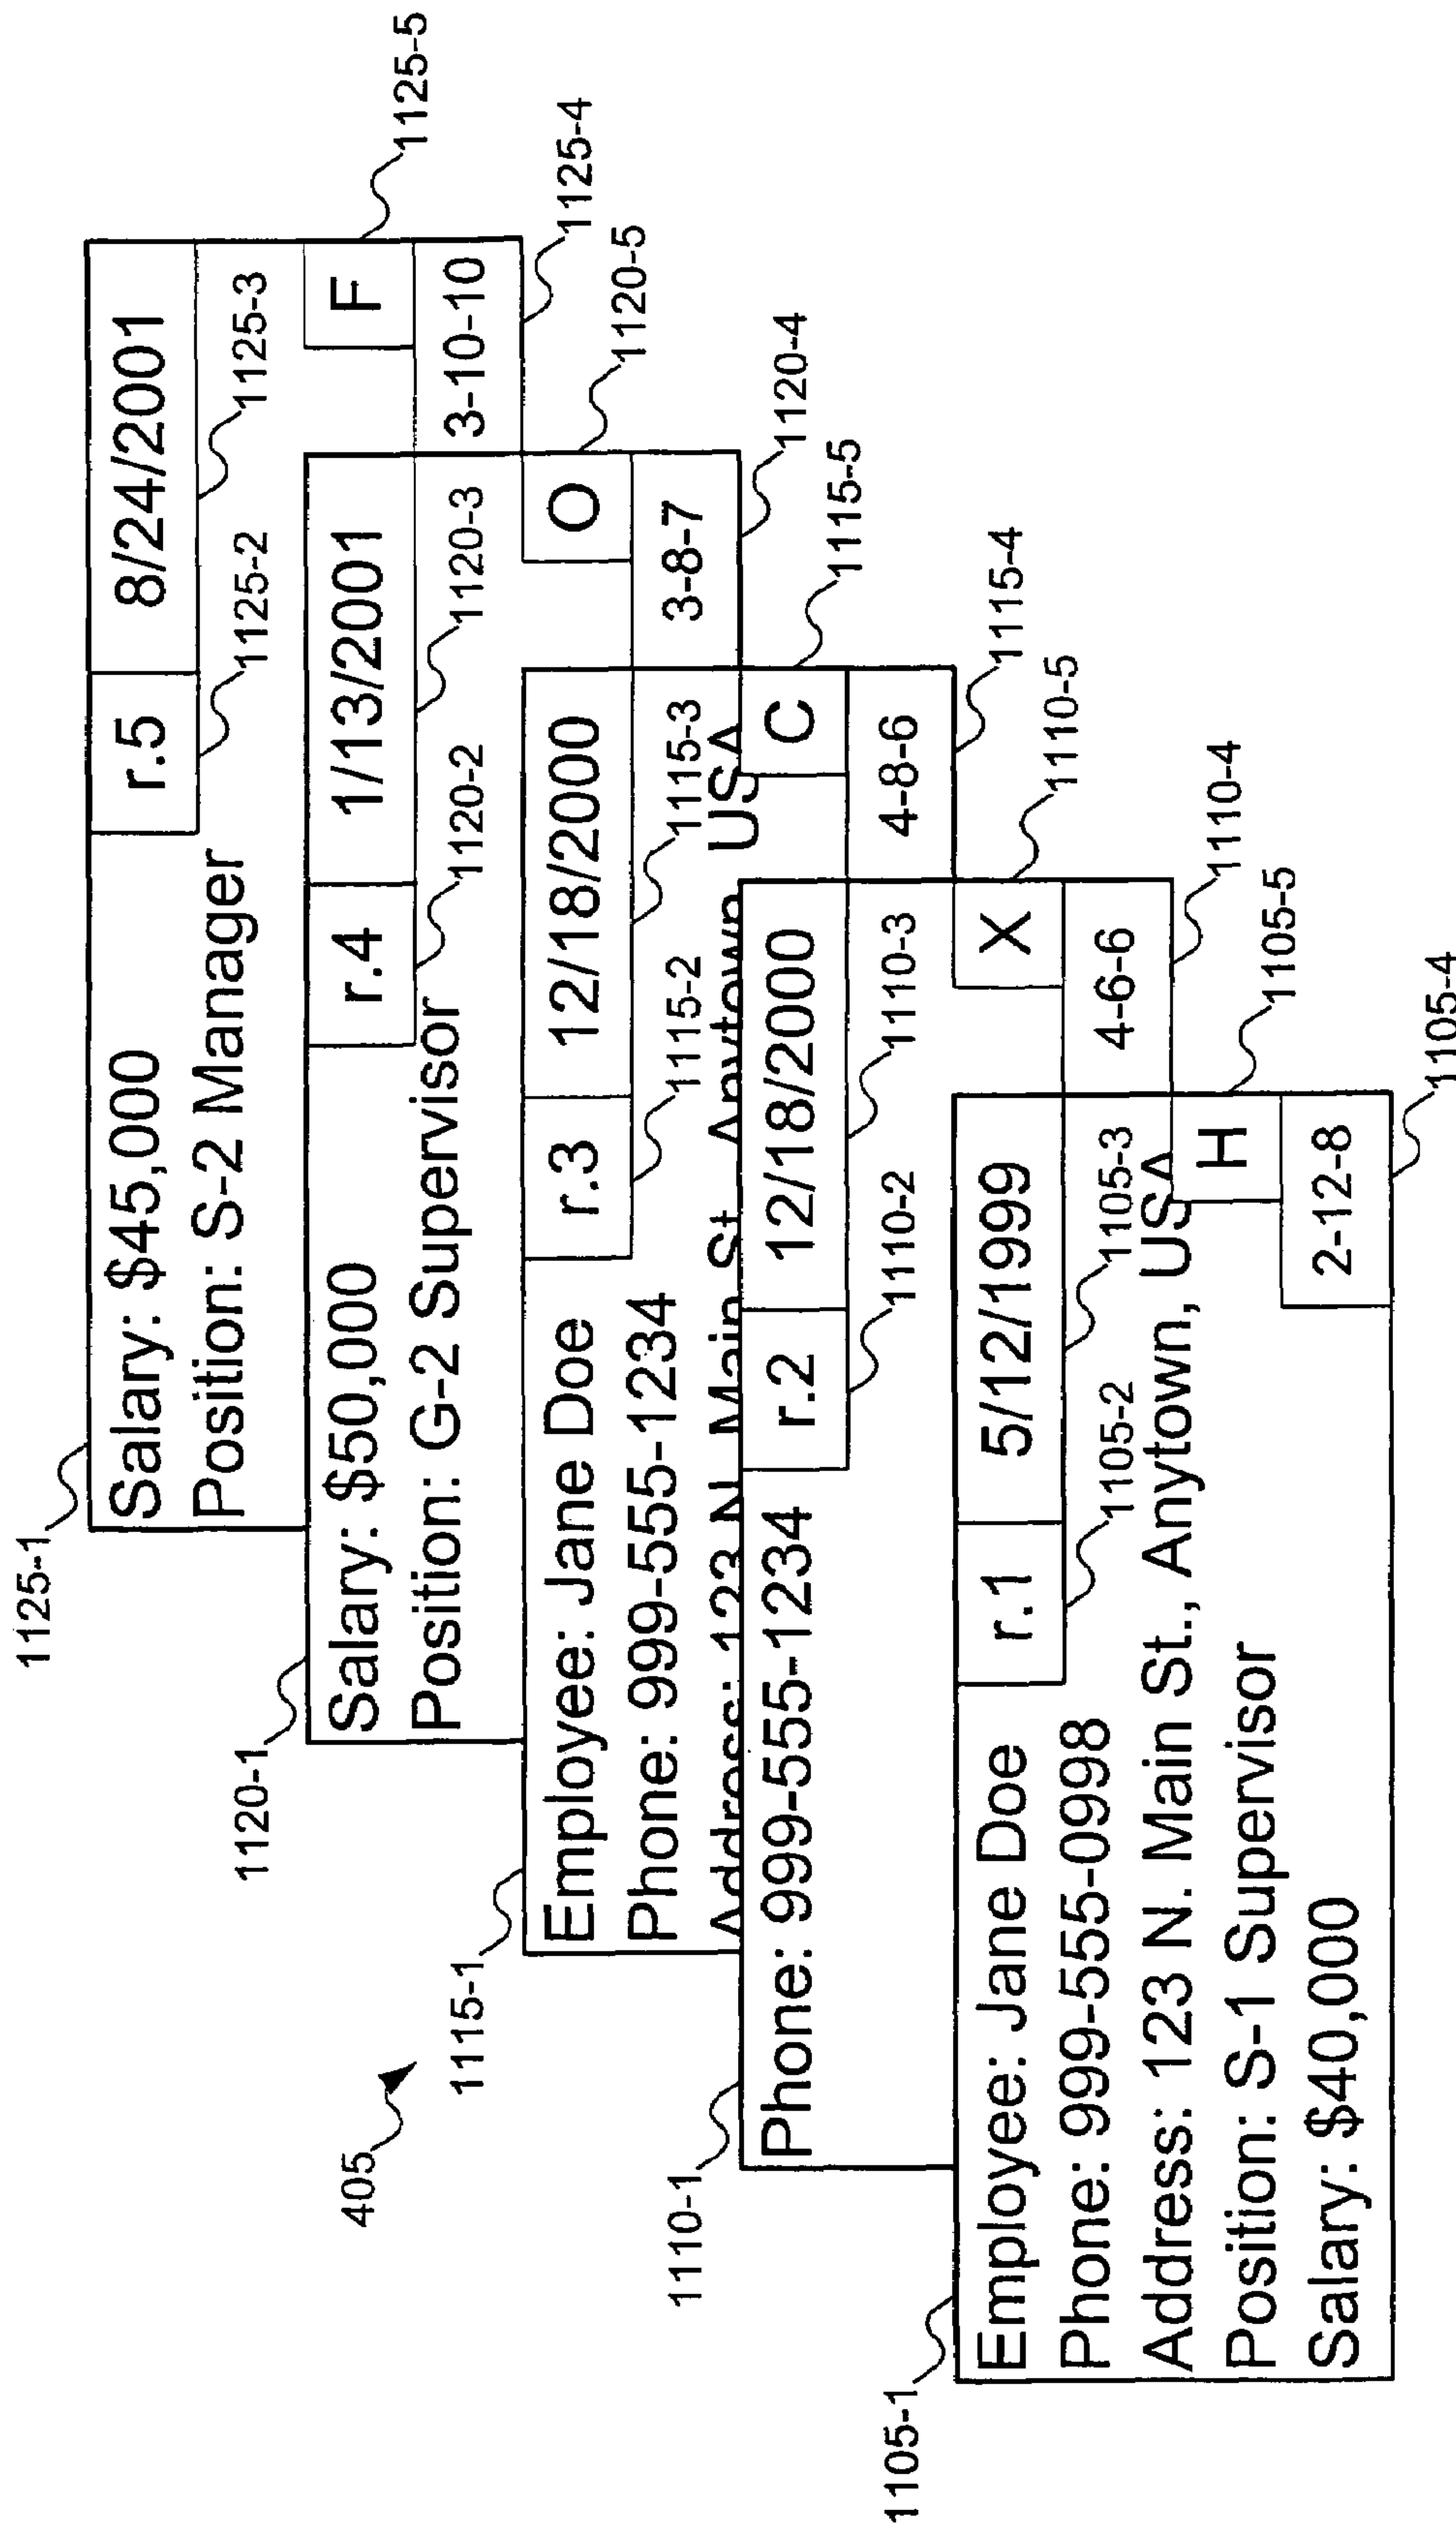 1125-1
Salary: $45,000
Position: S-2 Manager
r.5
8/24/2001
1125-2
1125-3
F
1125-5
3-10-10
1125-4
1120-1
Salary: $50,000
Position: G-2 Supervisor
r.4
1/13/2001
1120-2
1120-3
O
1120-5
3-8-7
1120-4
405
1115-1
Employee: Jane Doe
Phone: 999-555-1234
Address: 123 N. Main St., Anytown, USA
r.3
12/18/2000
1115-2
1115-3
C
1115-5
4-8-6
1115-4
1110-1
Phone: 999-555-1234
r.2
12/18/2000
1110-2
1110-3
X
1110-5
4-6-6
1110-4
1105-1
Employee: Jane Doe
Phone: 999-555-0998
Address: 123 N. Main St., Anytown, USA
Position: S-1 Supervisor
Salary: $40,000
r.1
5/12/1999
1105-2
1105-3
H
1105-5
2-12-8
1105-4